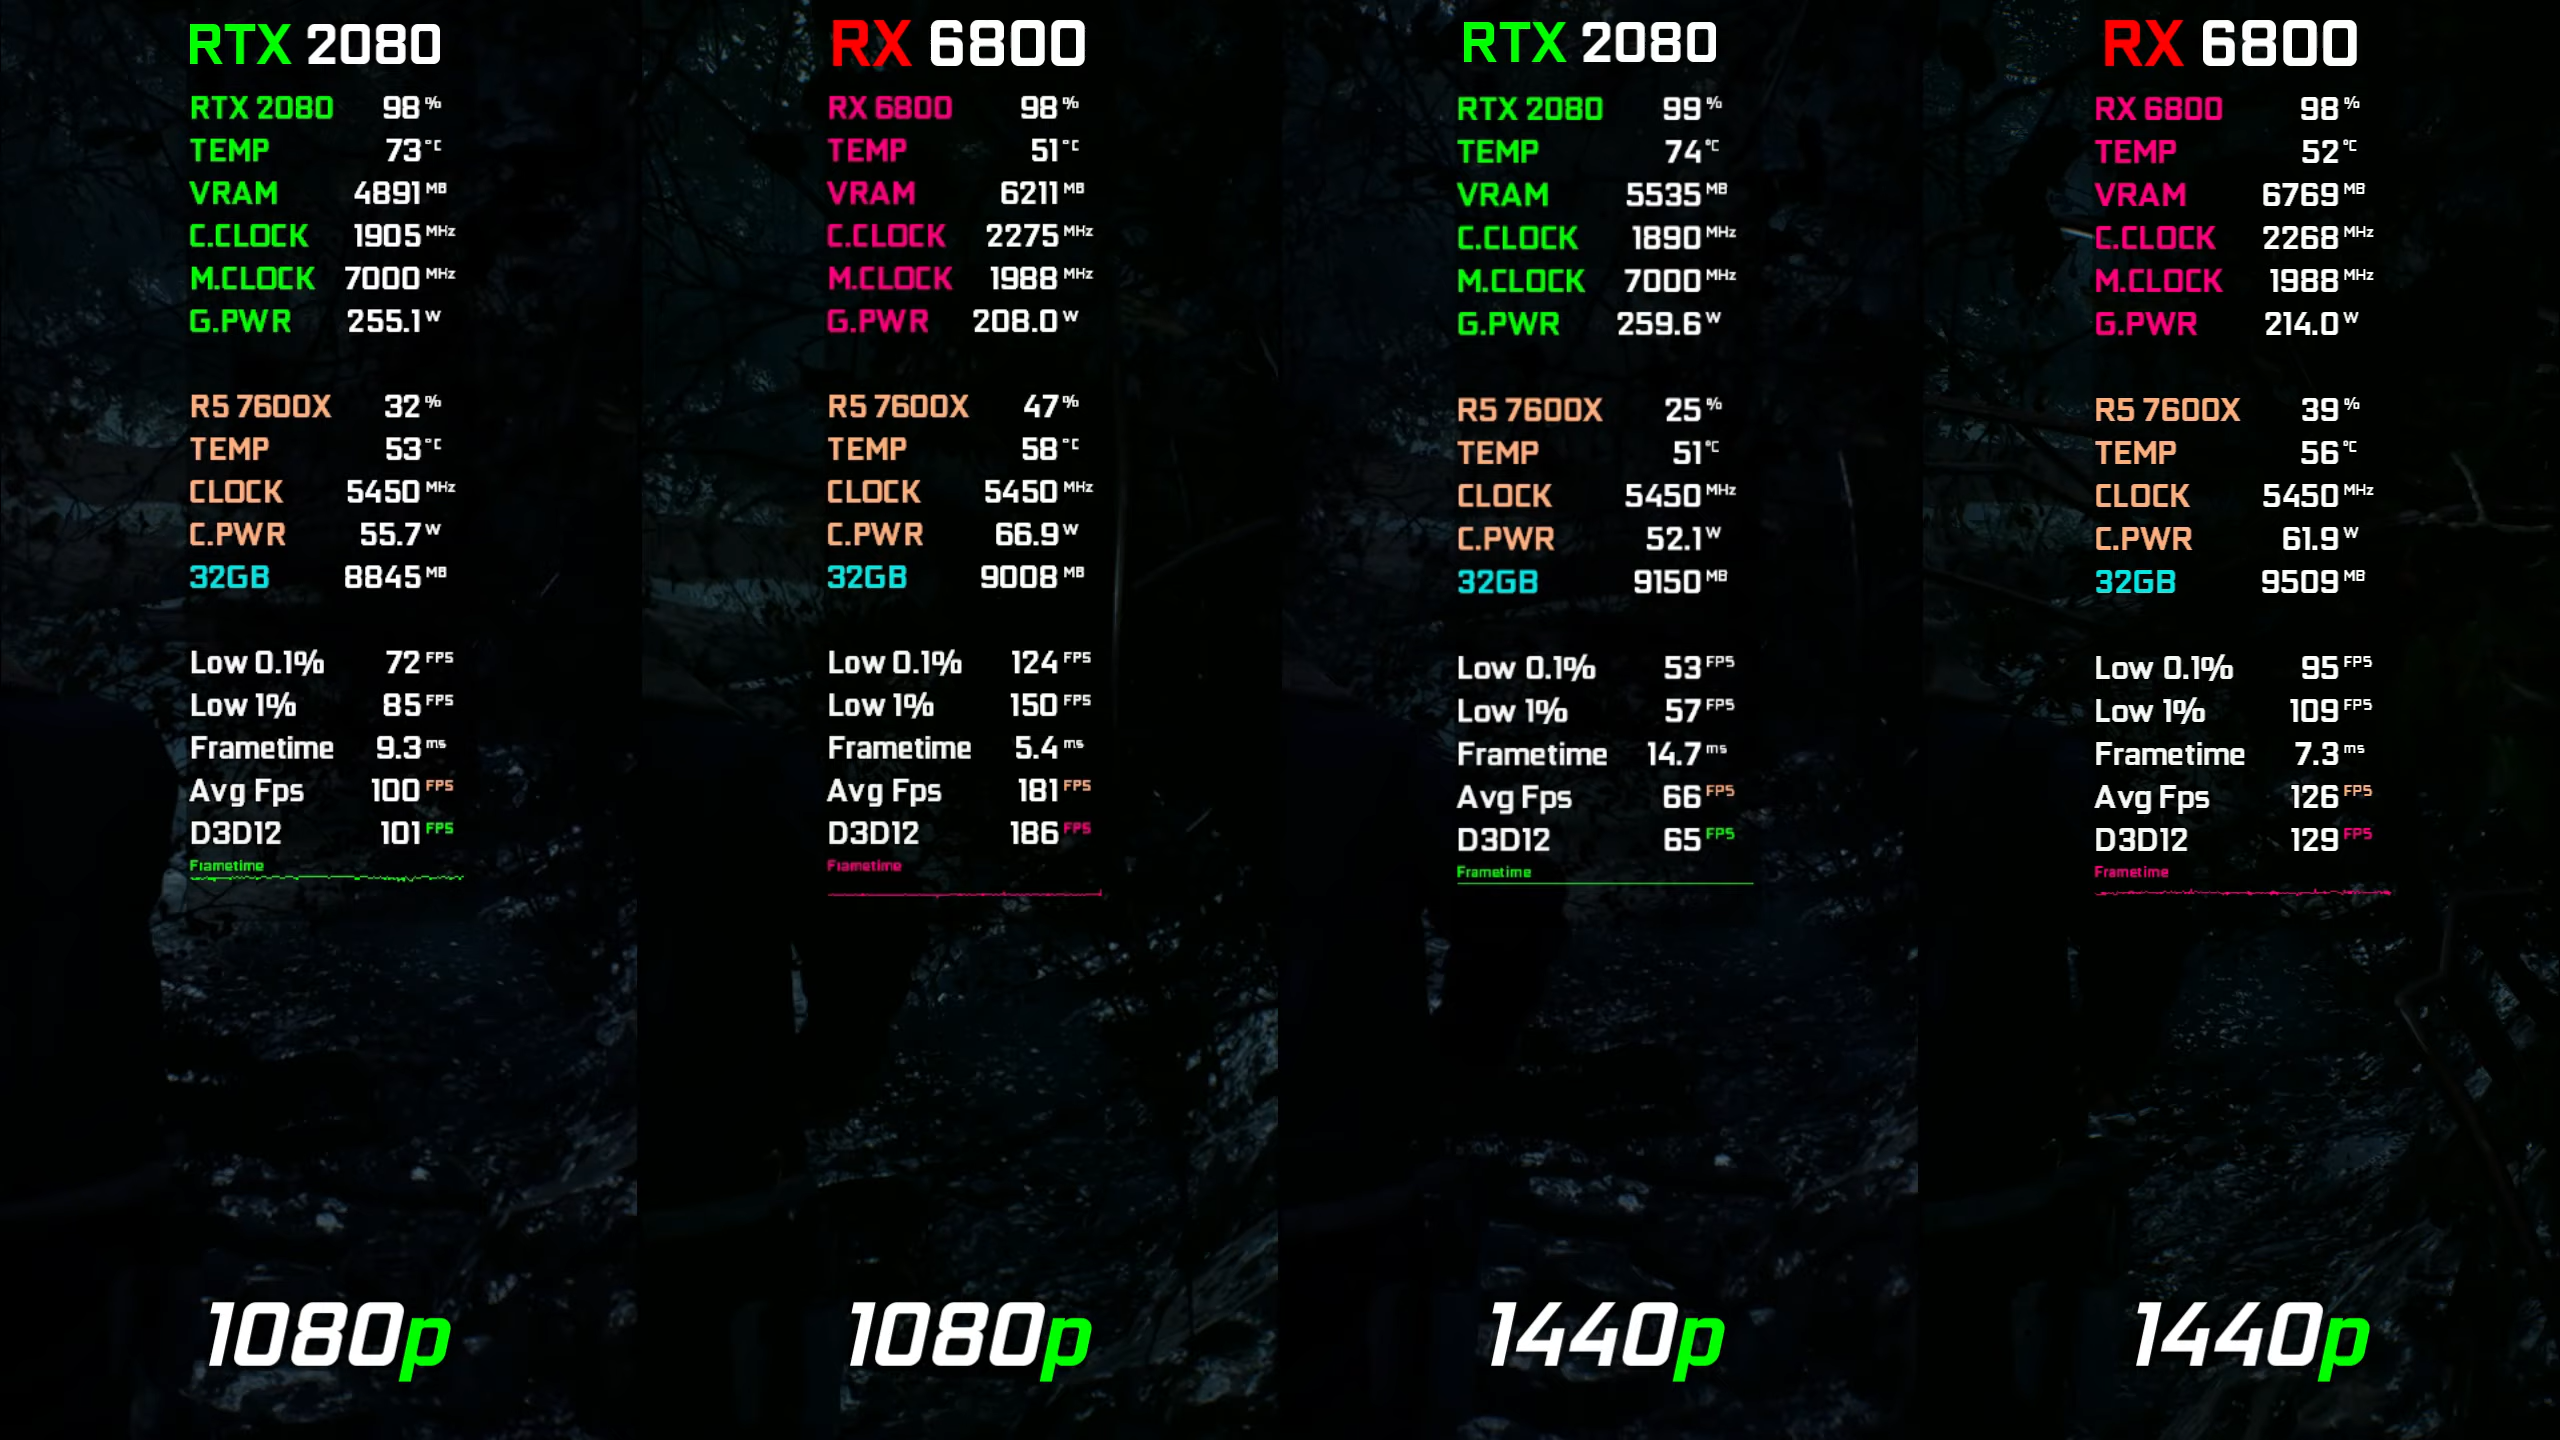 RTX 2080
RTX 2080 98 %
TEMP 73 °C
VRAM 4891 MB
C.CLOCK 1905 MHz
M.CLOCK 7000 MHz
G.PWR 255.1 W
R5 7600X 32 %
TEMP 53 °C
CLOCK 5450 MHz
C.PWR 55.7 W
32GB 8845 MB
Low 0.1% 72 FPS
Low 1% 85 FPS
Frametime 9.3 ms
Avg Fps 100 FPS
D3D12 101 FPS
Frametime
1080p
RX 6800
RX 6800 98 %
TEMP 51 °C
VRAM 6211 MB
C.CLOCK 2275 MHz
M.CLOCK 1988 MHz
G.PWR 208.0 W
R5 7600X 47 %
TEMP 58 °C
CLOCK 5450 MHz
C.PWR 66.9 W
32GB 9008 MB
Low 0.1% 124 FPS
Low 1% 150 FPS
Frametime 5.4 ms
Avg Fps 181 FPS
D3D12 186 FPS
Frametime
1080p
RTX 2080
RTX 2080 99 %
TEMP 74 °C
VRAM 5535 MB
C.CLOCK 1890 MHz
M.CLOCK 7000 MHz
G.PWR 259.6 W
R5 7600X 25 %
TEMP 51 °C
CLOCK 5450 MHz
C.PWR 52.1 W
32GB 9150 MB
Low 0.1% 53 FPS
Low 1% 57 FPS
Frametime 14.7 ms
Avg Fps 66 FPS
D3D12 65 FPS
Frametime
1440p
RX 6800
RX 6800 98 %
TEMP 52 °C
VRAM 6769 MB
C.CLOCK 2268 MHz
M.CLOCK 1988 MHz
G.PWR 214.0 W
R5 7600X 39 %
TEMP 56 °C
CLOCK 5450 MHz
C.PWR 61.9 W
32GB 9509 MB
Low 0.1% 95 FPS
Low 1% 109 FPS
Frametime 7.3 ms
Avg Fps 126 FPS
D3D12 129 FPS
Frametime
1440p